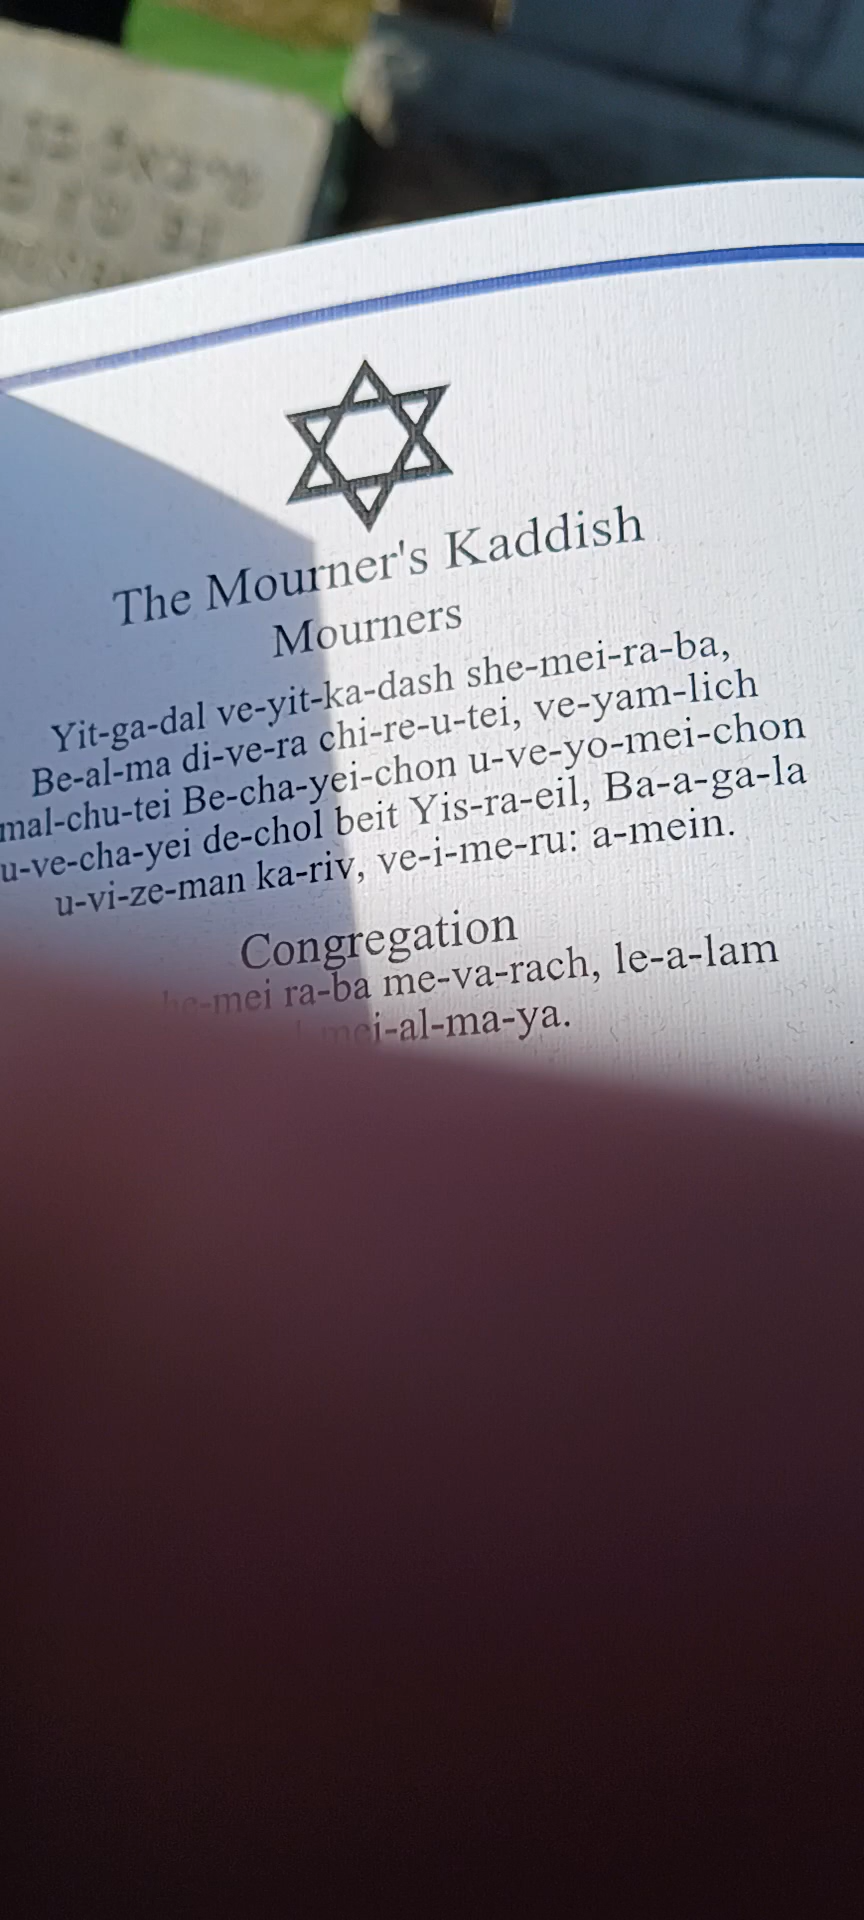 The Mourner's Kaddish
Mourners
Yit-ga-dal ve-yit-ka-dash she-mei-ra-ba,
Be-al-ma di-ve-ra chi-re-u-tei, ve-yam-lich
mal-chu-tei Be-cha-yei-chon u-ve-yo-mei-chon
u-ve-cha-yei de-chol beit Yis-ra-eil, Ba-a-ga-la
u-vi-ze-man ka-riv, ve-i-me-ru: a-mein.
Congregation
ra-ba me-va-rach, le-a-lam
mei-al-ma-ya.